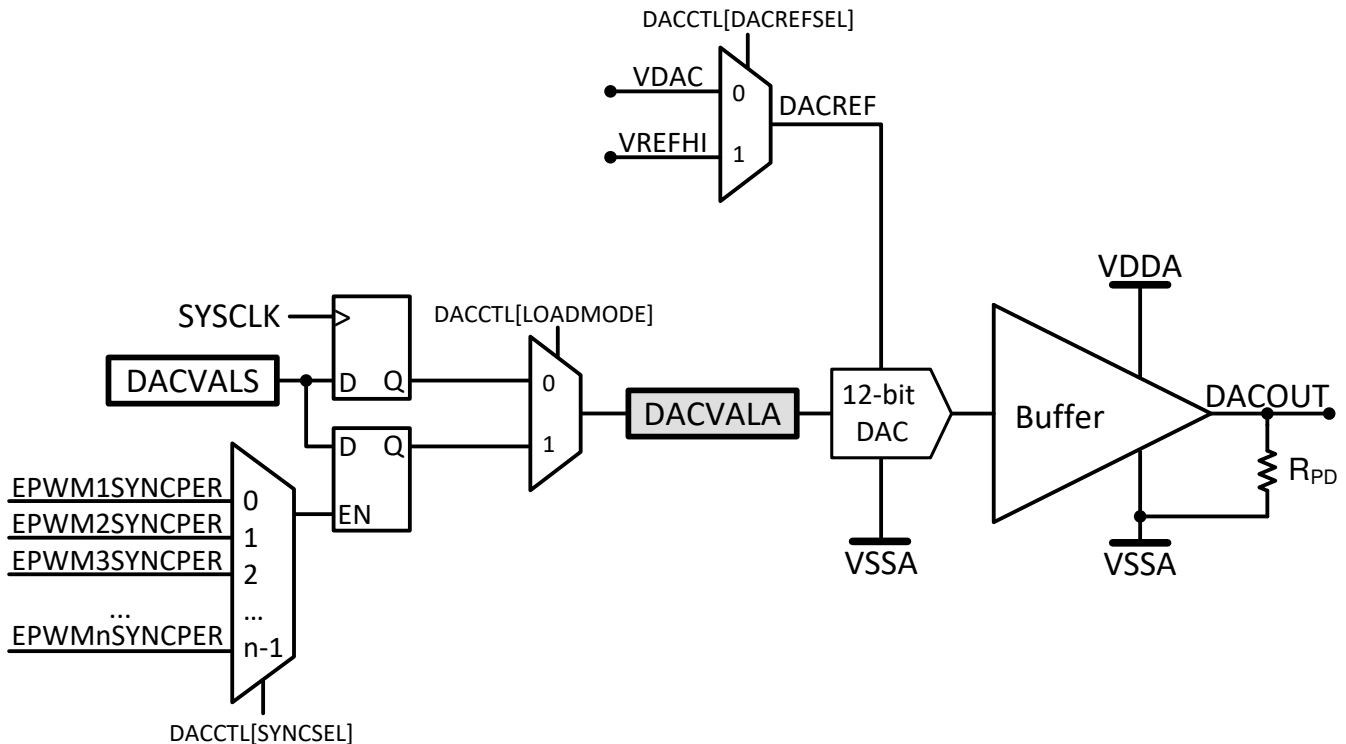 DACCTL[DACREFSEL]
VDAC
0
DACREF
VREFHI
1
VDDA
SYSCLK
DACCTL[LOADMODE]
DACVALS
D
Q
0
DACVALA
12-bit
DAC
Buffer
DACOUT
D
Q
1
RPD
EPWM1SYNCPER
0
EN
EPWM2SYNCPER
1
EPWM3SYNCPER
2
VSSA
VSSA
...
...
EPWMnSYNCPER
n-1
DACCTL[SYNCSEL]